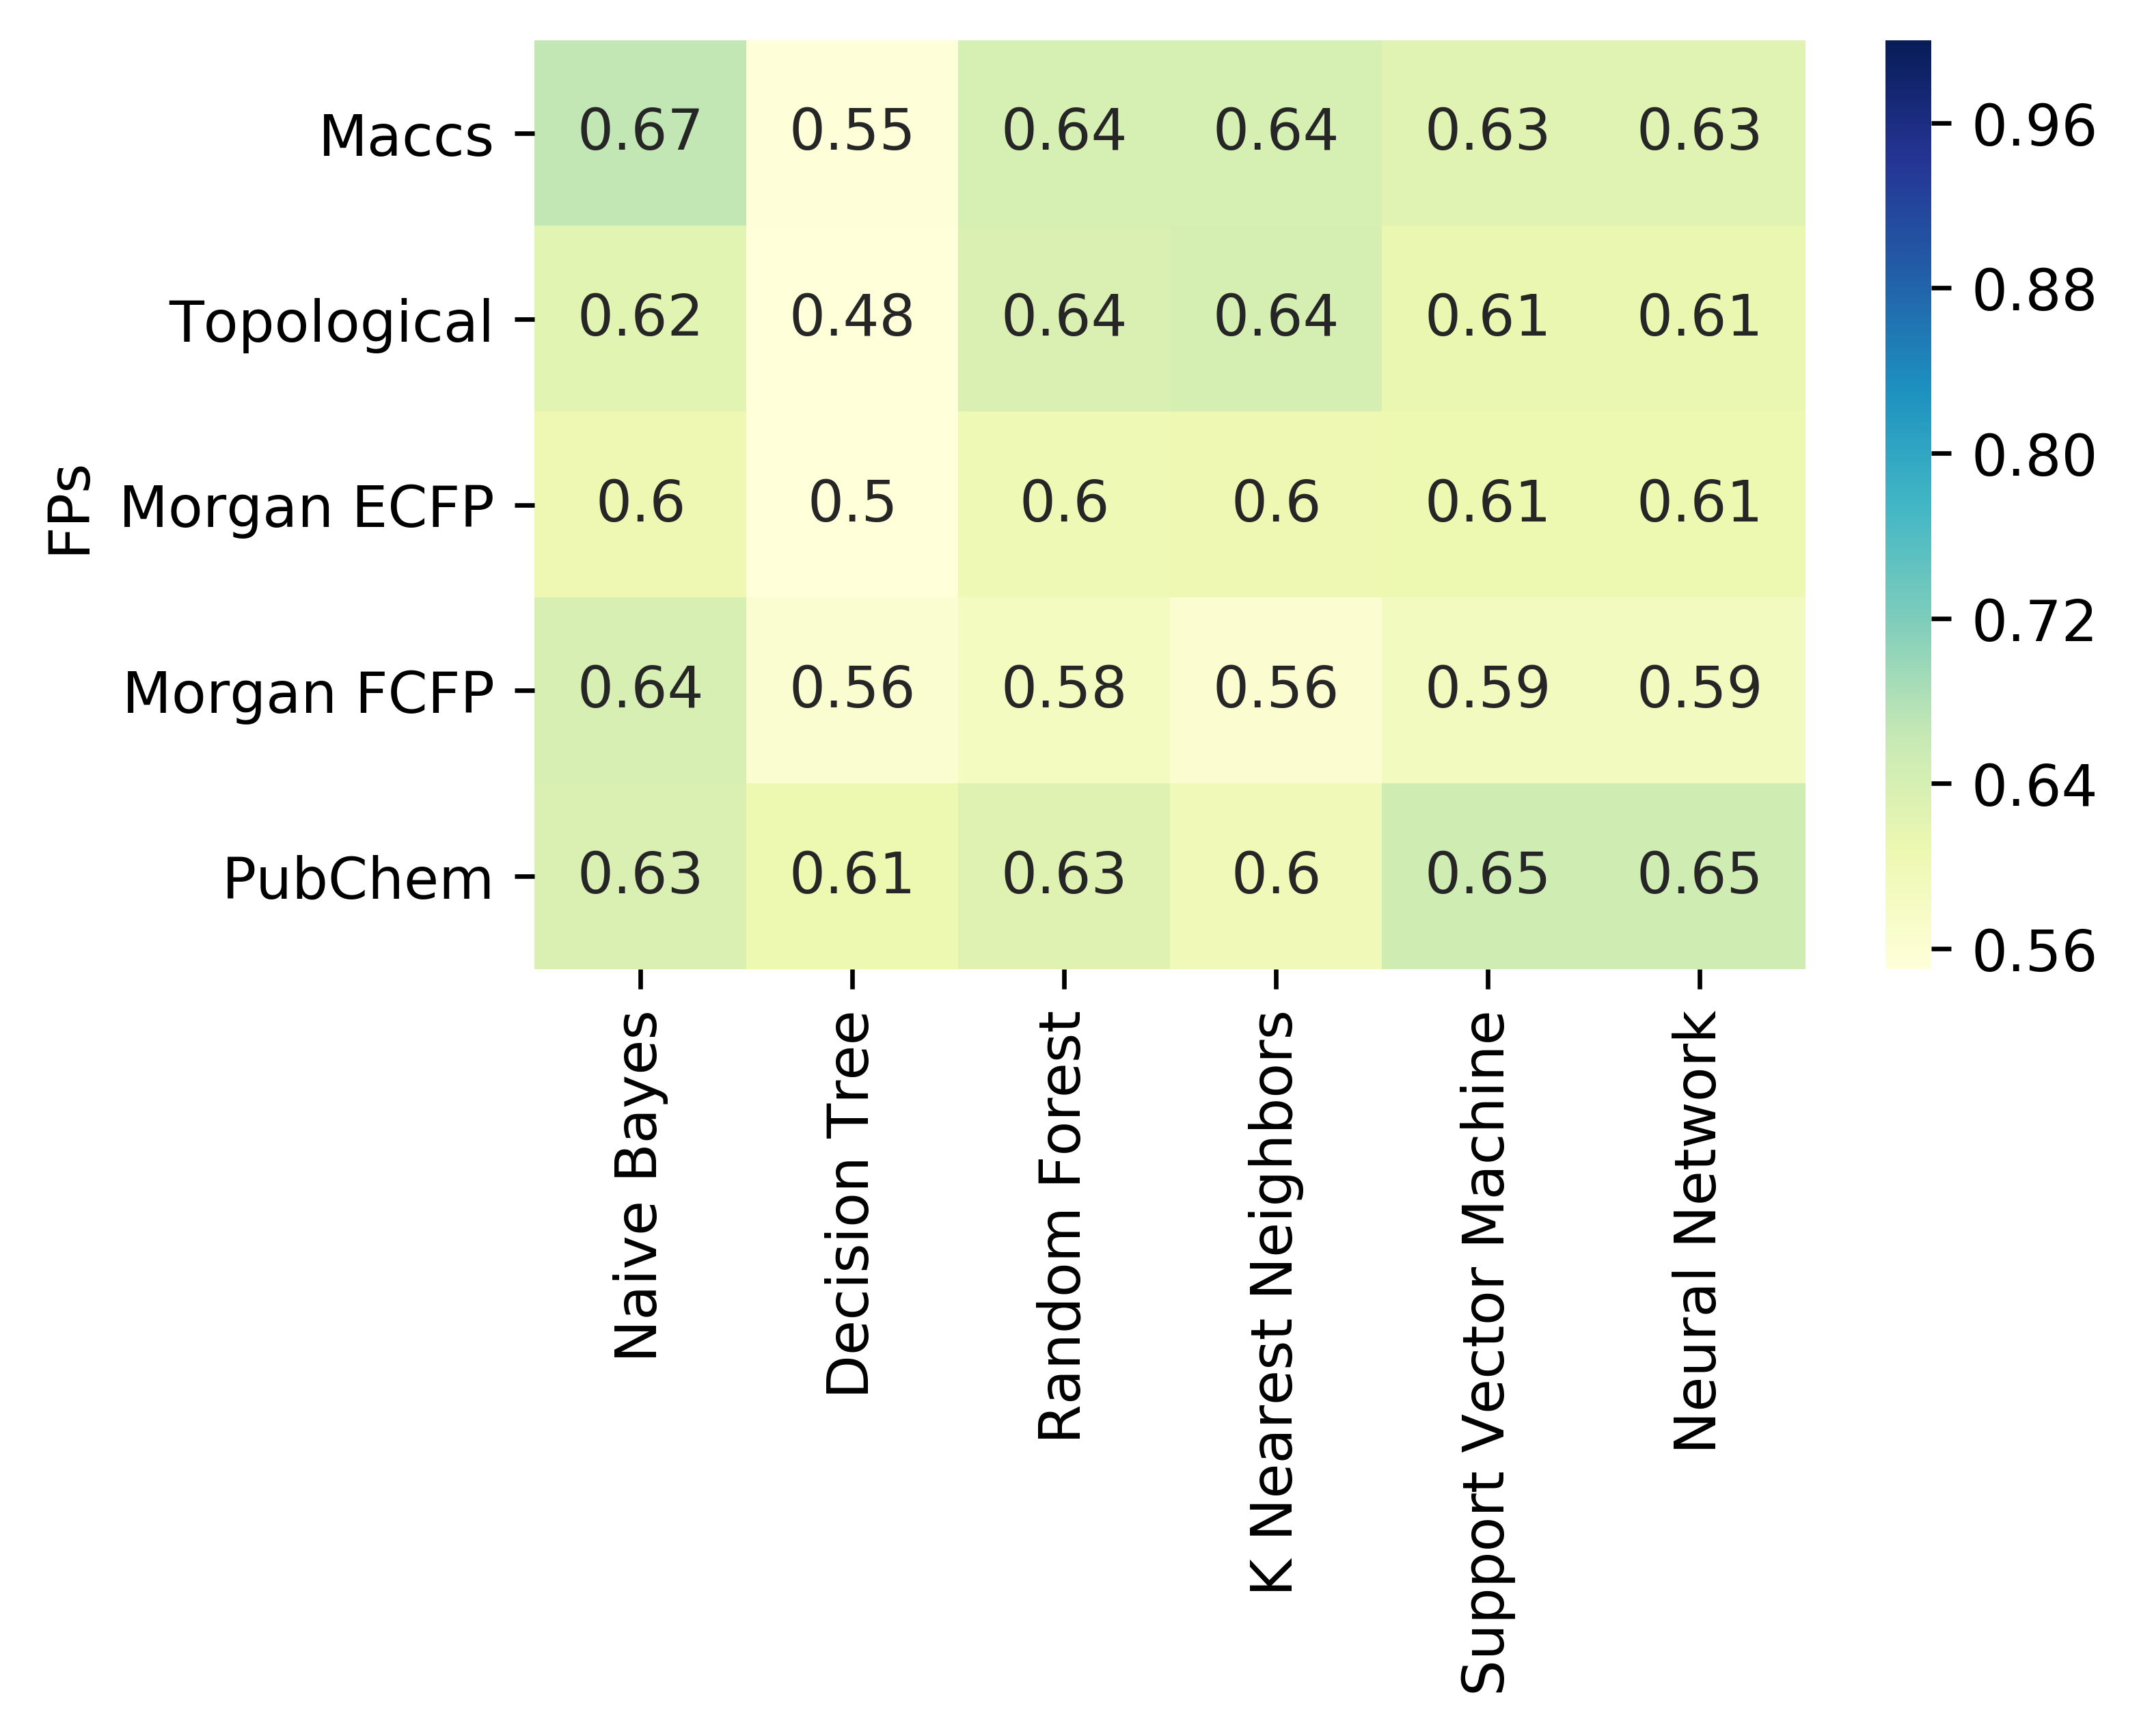 FPs
Maccs 0.67 0.55 0.64 0.64 0.63 0.63
Topological 0.62 0.48 0.64 0.64 0.61 0.61
Morgan ECFP 0.6 0.5 0.6 0.6 0.61 0.61
Morgan FCFP 0.64 0.56 0.58 0.56 0.59 0.59
PubChem 0.63 0.61 0.63 0.6 0.65 0.65
Naive Bayes
Decision Tree
Random Forest
K Nearest Neighbors
Support Vector Machine
Neural Network
0.96
0.88
0.80
0.72
0.64
0.56